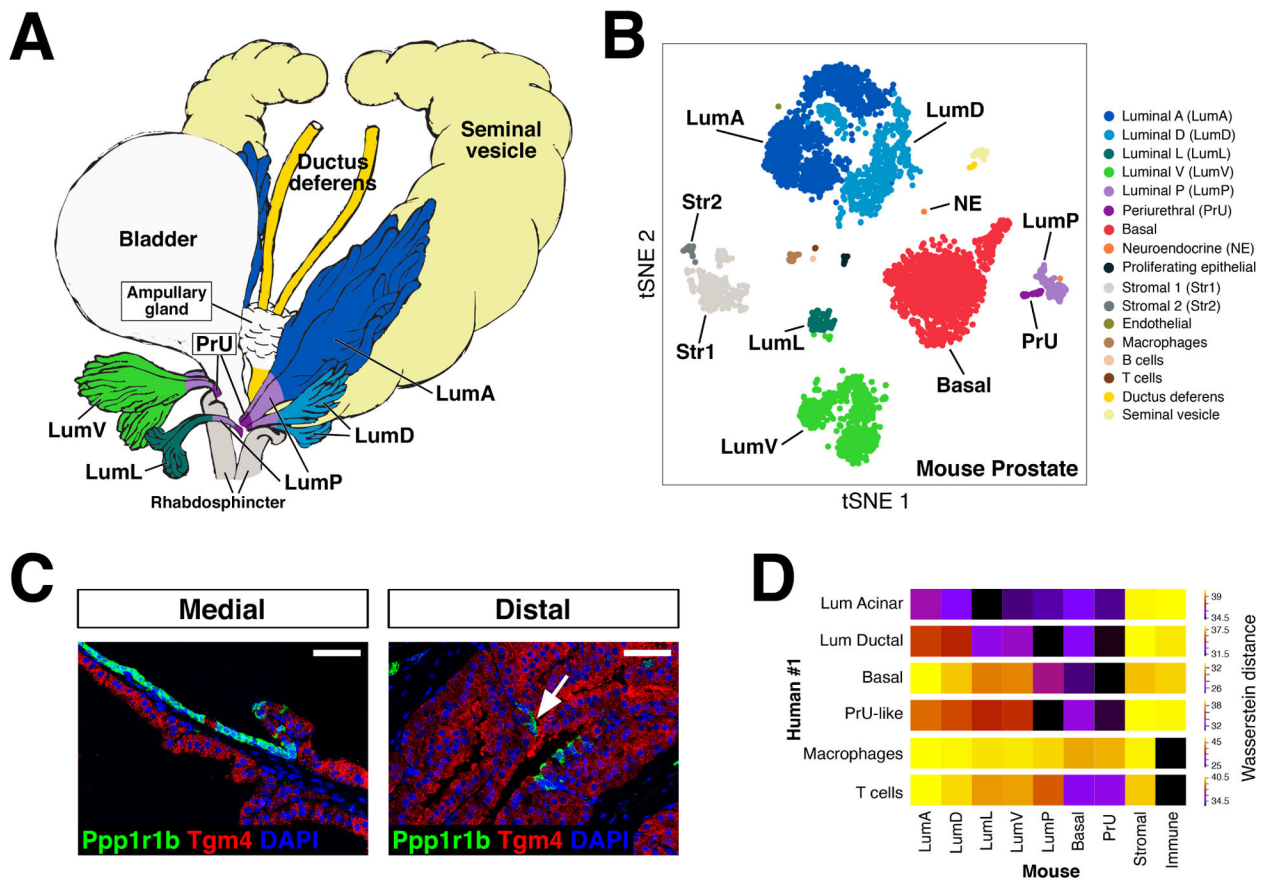 A
Seminal
vesicle
Ductus
deferens
Bladder
Ampullary
gland
PrU
LumV
LumL
LumA
LumD
LumP
Rhabdosphincter
B
LumA
LumD
NE
Str2
LumP
Str1
LumL
PrU
Basal
LumV
Mouse Prostate
tSNE 2
tSNE 1
Luminal A (LumA)
Luminal D (LumD)
Luminal L (LumL)
Luminal V (LumV)
Luminal P (LumP)
Periurethral (PrU)
Basal
Neuroendocrine (NE)
Proliferating epithelial
Stromal 1 (Str1)
Stromal 2 (Str2)
Endothelial
Macrophages
B cells
T cells
Ductus deferens
Seminal vesicle
C
Medial
Distal
Ppp1r1b Tgm4 DAPI
Ppp1r1b Tgm4 DAPI
D
Human #1
Lum Acinar
Lum Ductal
Basal
PrU-like
Macrophages
T cells
39
34.5
37.5
31.5
32
26
38
32
45
25
40.5
34.5
Wasserstein distance
LumA
LumD
LumL
LumV
LumP
Basal
PrU
Stromal
Immune
Mouse